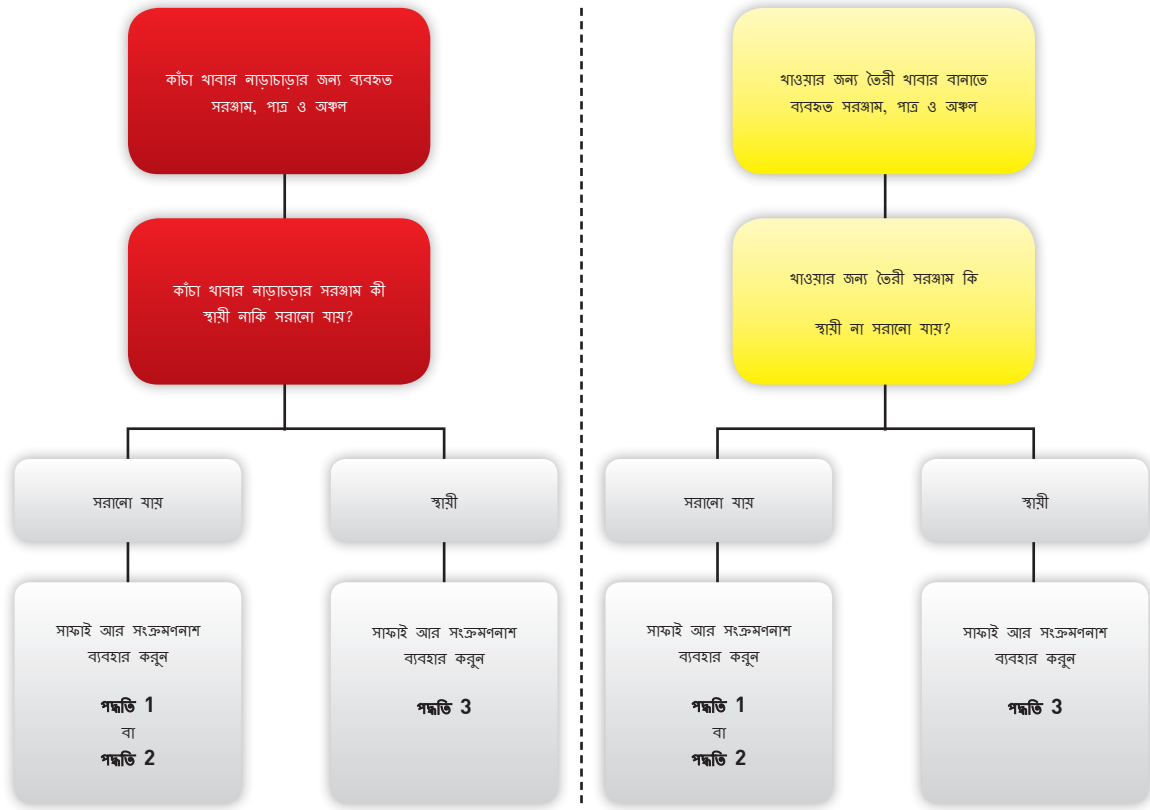 কাঁচা খাবার নাড়াচাড়ার জন্য ব্যবহৃত
সরঞ্জাম, পাত্র ও অঞ্চল
কাঁচা খাবার নাড়াচড়ার সরঞ্জাম কী
স্থায়ী নাকি সরানো যায়?
সরানো যায়
স্থায়ী
সাফাই আর সংক্রমণনাশ
ব্যবহার করুন
পদ্ধতি 1
বা
পদ্ধতি 2
সাফাই আর সংক্রমণনাশ
ব্যবহার করুন
পদ্ধতি 3
খাওয়ার জন্য তৈরী খাবার বানাতে
ব্যবহৃত সরঞ্জাম, পাত্র ও অঞ্চল
খাওয়ার জন্য তৈরী সরঞ্জাম কি
স্থায়ী না সরানো যায়?
সরানো যায়
স্থায়ী
সাফাই আর সংক্রমণনাশ
ব্যবহার করুন
পদ্ধতি 1
বা
পদ্ধতি 2
সাফাই আর সংক্রমণনাশ
ব্যবহার করুন
পদ্ধতি 3